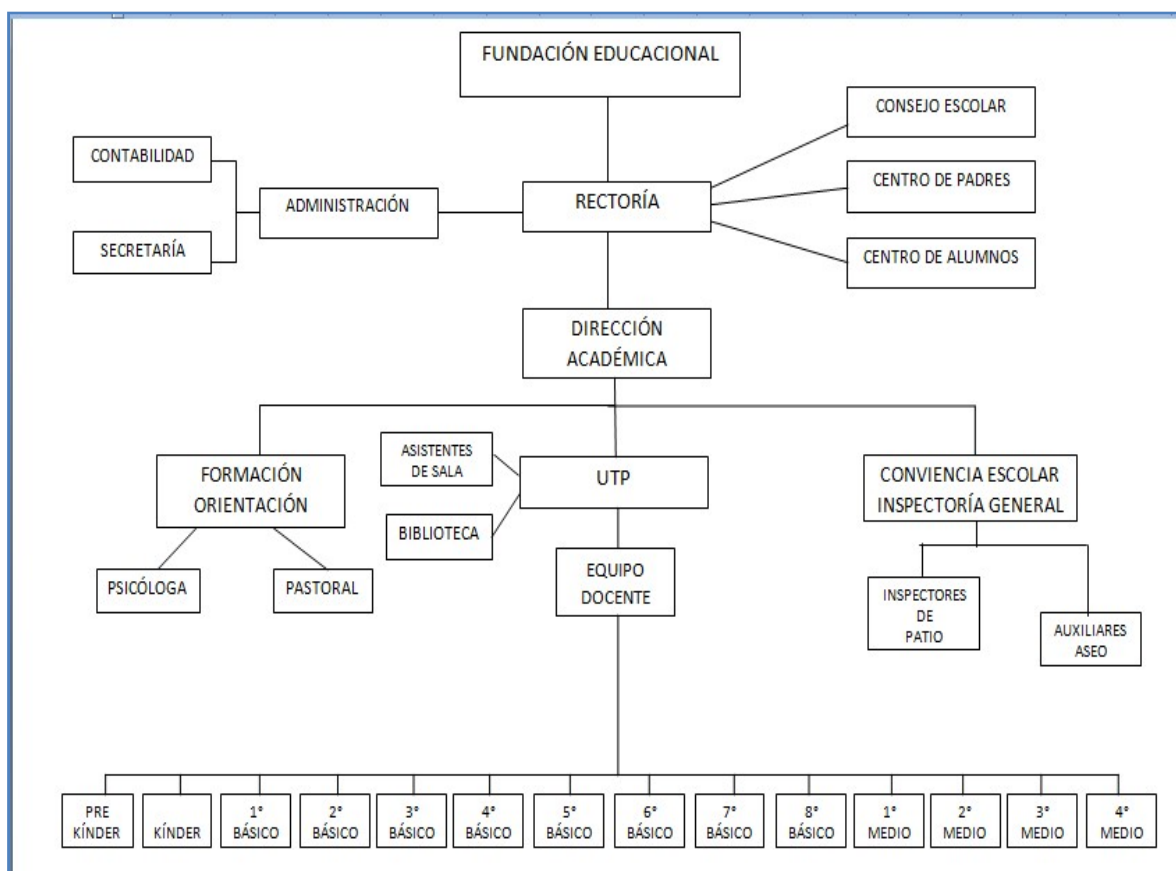 FUNDACIÓN EDUCACIONAL
CONSEJO ESCOLAR
CONTABILIDAD
CENTRO DE PADRES
ADMINISTRACIÓN
RECTORÍA
SECRETARÍA
CENTRO DE ALUMNOS
DIRECCIÓN
ACADÉMICA
FORMACIÓN
ORIENTACIÓN
ASISTENTES
DE SALA
UTP
CONVIENCIA ESCOLAR
INSPECTORÍA GENERAL
BIBLIOTECA
PSICÓLOGA
PASTORAL
EQUIPO
DOCENTE
INSPECTORES
DE
PATIO
AUXILIARES
ASEO
PRE
KÍNDER
KÍNDER
1°
BÁSICO
2°
BÁSICO
3°
BÁSICO
4°
BÁSICO
5°
BÁSICO
6°
BÁSICO
7°
BÁSICO
8°
BÁSICO
1°
MEDIO
2°
MEDIO
3°
MEDIO
4°
MEDIO